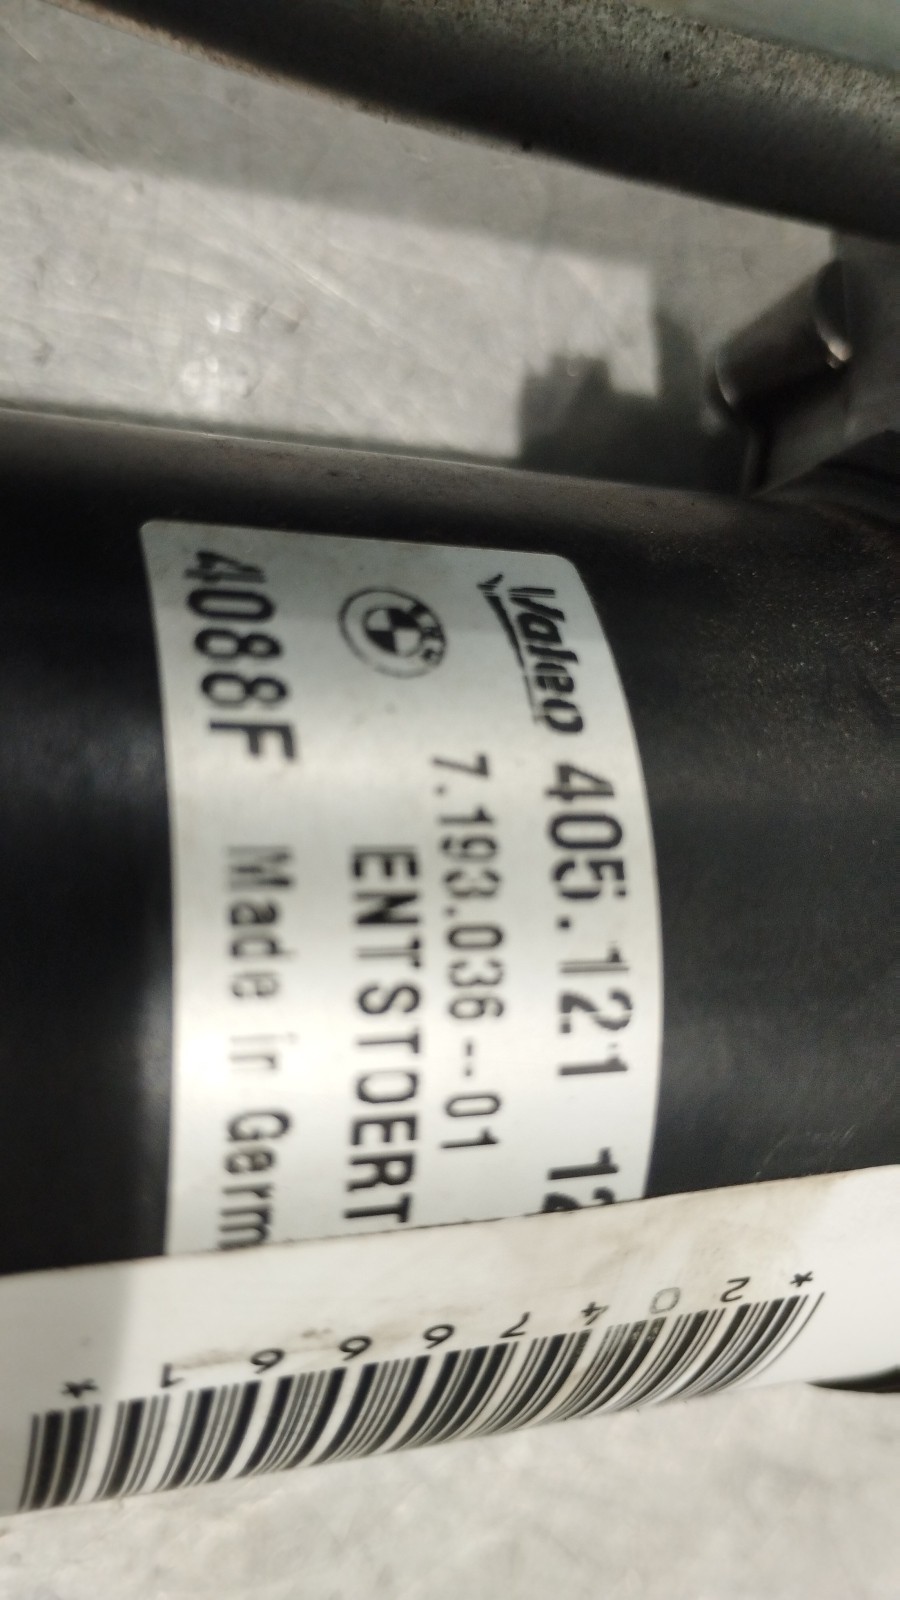 Valeo 405.121
7.193.036--01
ENTSTOERT
4088F Made in Germ